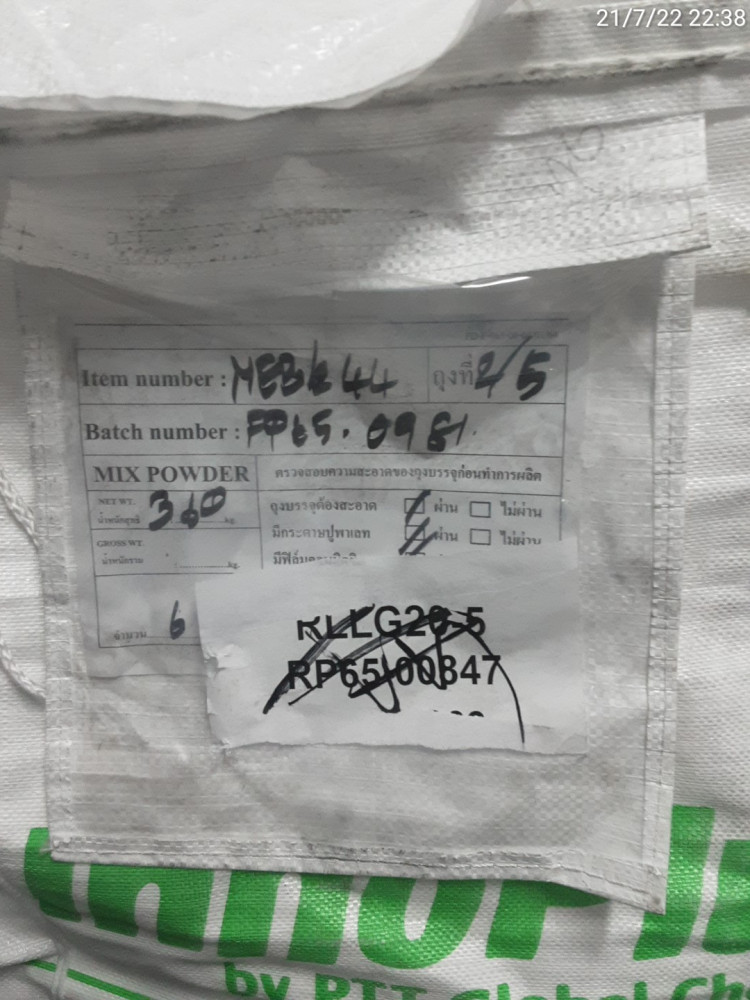 21/7/22 22:38
Item number : MEB644 ถุงที่ 2/5
Batch number : PP65.0981.
MIX POWDER ตรวจสอบความสะอาดของถุงบรรจุก่อนทำการผลิต
NET WT. น้ำหนักสุทธิ 360 kg.
ถุงบรรจุต้องสะอาด ผ่าน ไม่ผ่าน
มีกระดาษปูพาเลท ผ่าน ไม่ผ่าน
GROSS WT. น้ำหนักรวม kg.
มีฟิล์ม
จำนวน 6
RLLG20-5
RP65-00847
INNOPL
by PTT Global Ch